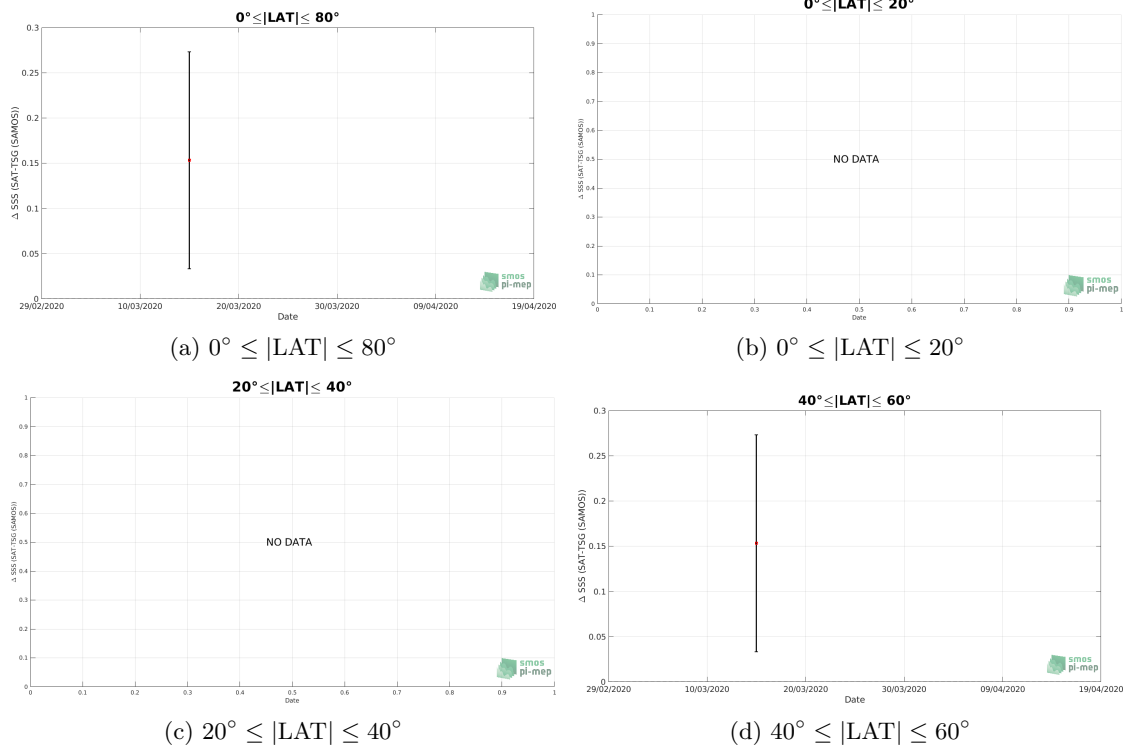 0°≤|LAT|≤ 80°
0.3
0.25
0.2
0.15
0.1
0.05
0
Δ SSS (SAT-TSG (SAMOS))
29/02/2020 10/03/2020 20/03/2020 30/03/2020 09/04/2020 19/04/2020
Date
smos
pi-mep
(a) 0° ≤ |LAT| ≤ 80°
0°≤|LAT|≤ 20°
1
0.9
0.8
0.7
0.6
0.5
0.4
0.3
0.2
0.1
0
Δ SSS (SAT-TSG (SAMOS))
NO DATA
0 0.1 0.2 0.3 0.4 0.5 0.6 0.7 0.8 0.9 1
Date
smos
pi-mep
(b) 0° ≤ |LAT| ≤ 20°
20°≤|LAT|≤ 40°
1
0.9
0.8
0.7
0.6
0.5
0.4
0.3
0.2
0.1
0
Δ SSS (SAT-TSG (SAMOS))
NO DATA
0 0.1 0.2 0.3 0.4 0.5 0.6 0.7 0.8 0.9 1
Date
smos
pi-mep
(c) 20° ≤ |LAT| ≤ 40°
40°≤|LAT|≤ 60°
0.3
0.25
0.2
0.15
0.1
0.05
0
Δ SSS (SAT-TSG (SAMOS))
29/02/2020 10/03/2020 20/03/2020 30/03/2020 09/04/2020 19/04/2020
Date
smos
pi-mep
(d) 40° ≤ |LAT| ≤ 60°